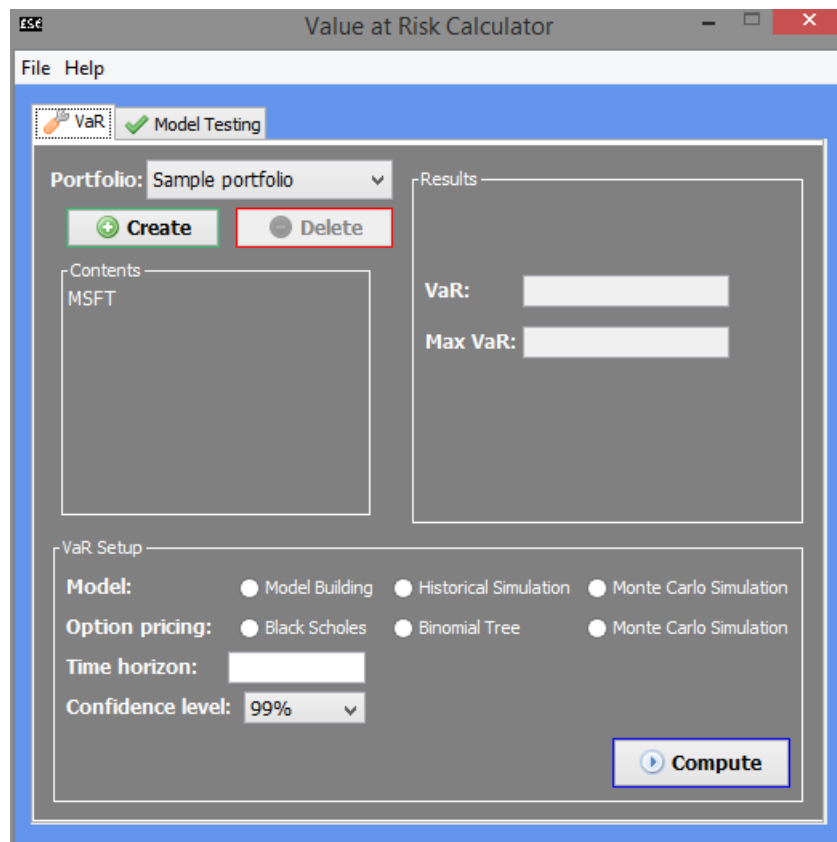 Value at Risk Calculator
File Help
VaR Model Testing
Portfolio: Sample portfolio
Create Delete
Contents
MSFT
Results
VaR:
Max VaR:
VaR Setup
Model: Model Building Historical Simulation Monte Carlo Simulation
Option pricing: Black Scholes Binomial Tree Monte Carlo Simulation
Time horizon:
Confidence level: 99%
Compute